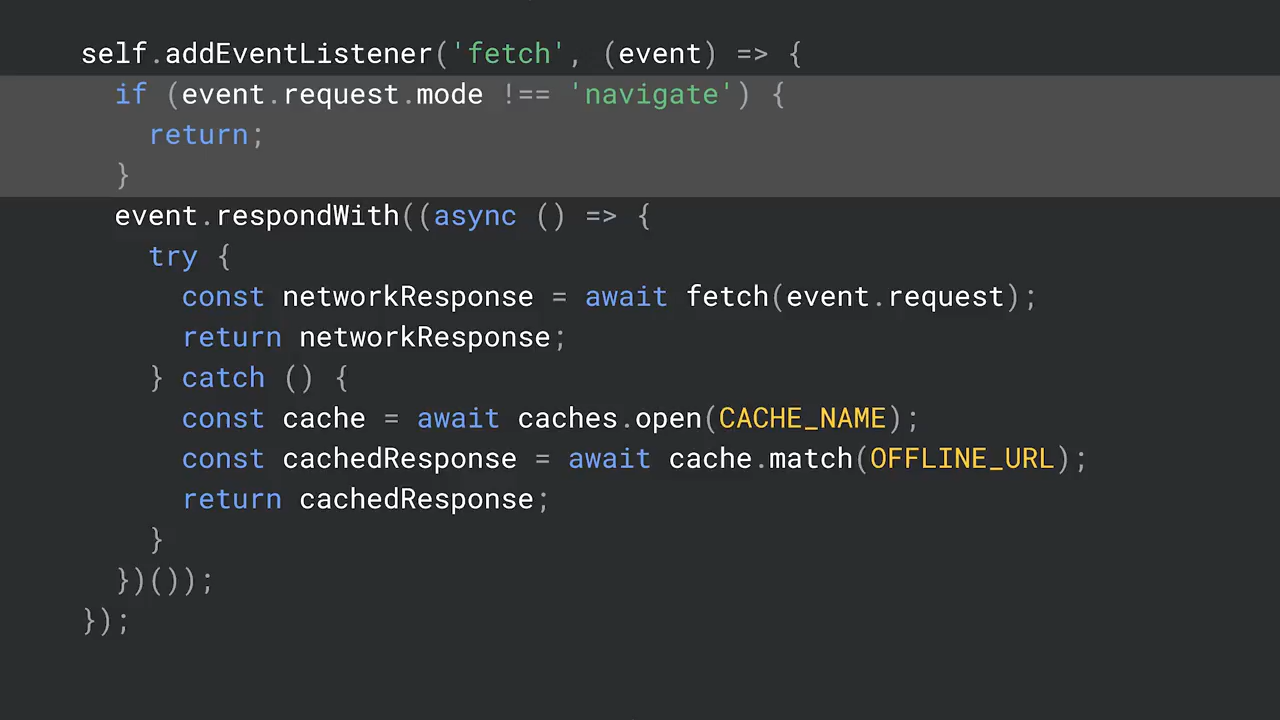 self.addEventListener('fetch', (event) => {
  if (event.request.mode !== 'navigate') {
    return;
  }
  event.respondWith((async () => {
    try {
      const networkResponse = await fetch(event.request);
      return networkResponse;
    } catch () {
      const cache = await caches.open(CACHE_NAME);
      const cachedResponse = await cache.match(OFFLINE_URL);
      return cachedResponse;
    }
  })());
});